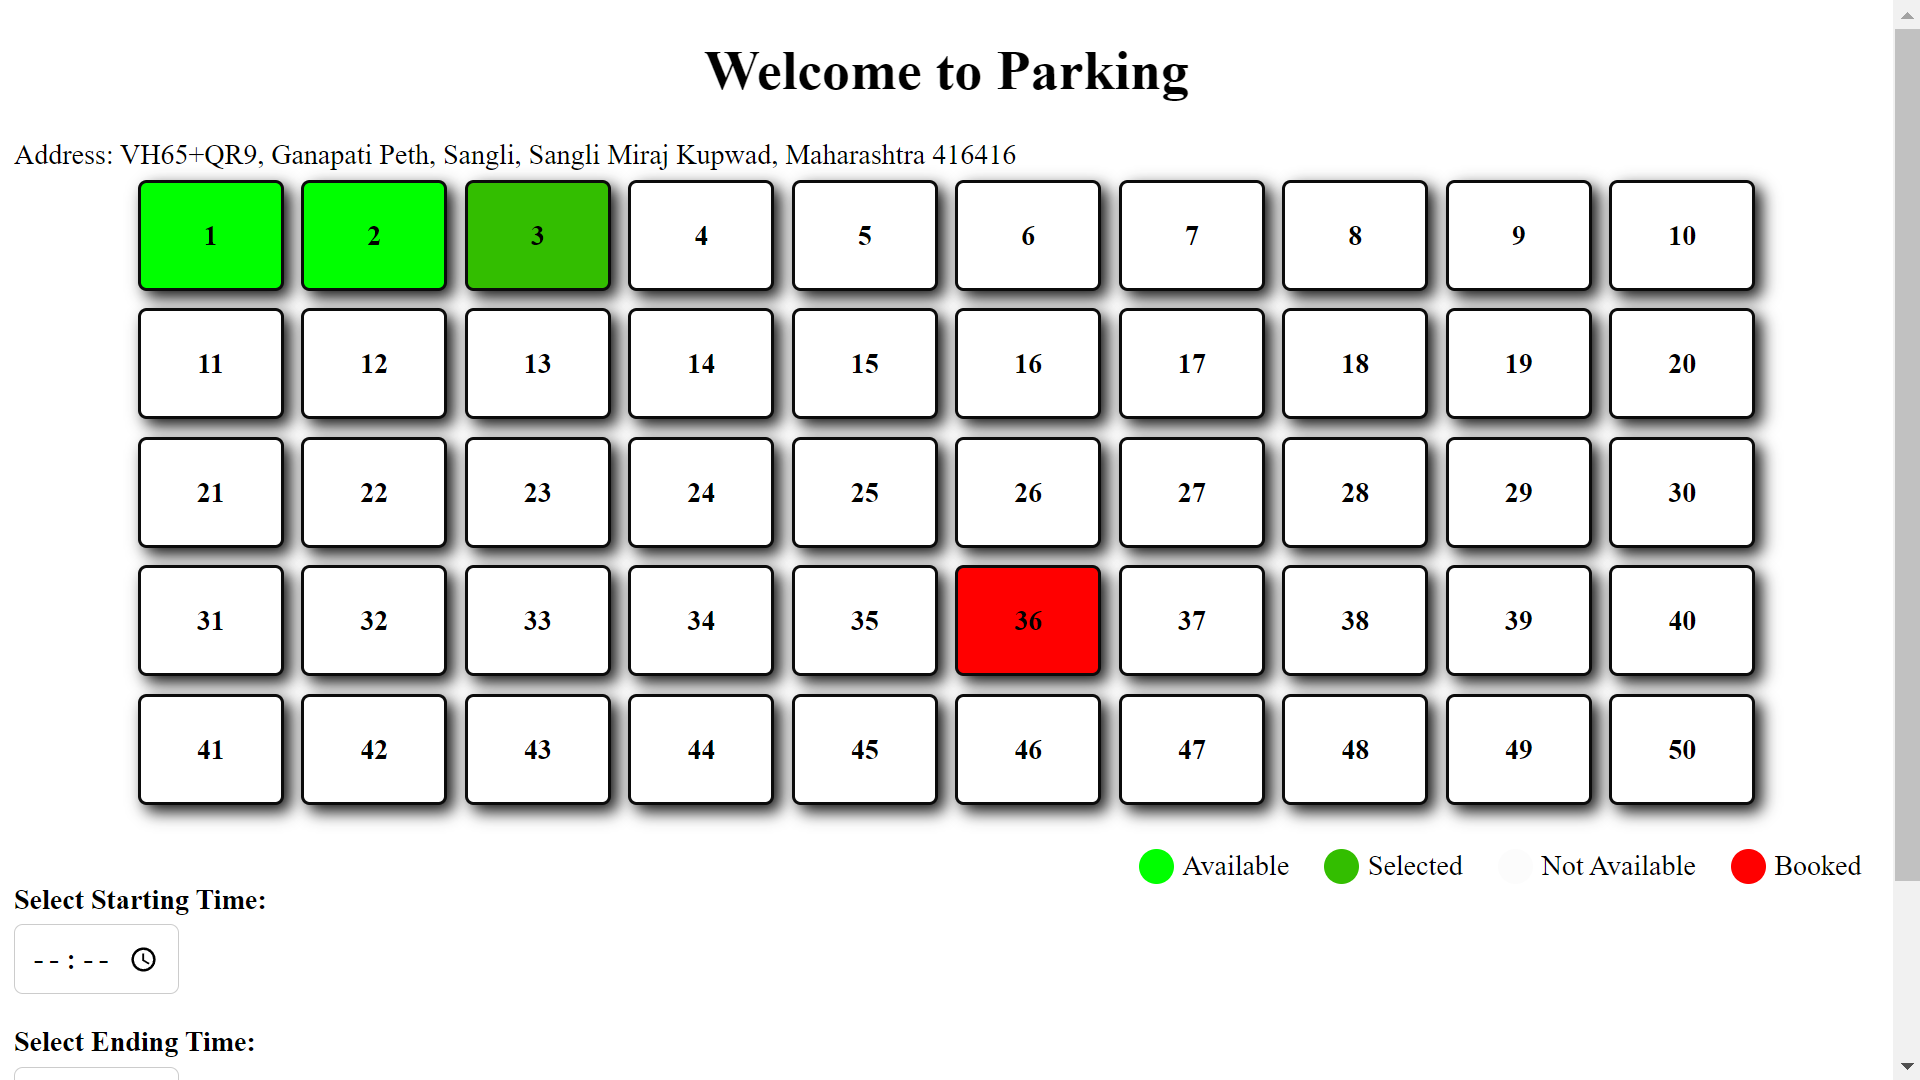 Welcome to Parking
Address: VH65+QR9, Ganapati Peth, Sangli, Sangli Miraj Kupwad, Maharashtra 416416
1 2 3 4 5 6 7 8 9 10
11 12 13 14 15 16 17 18 19 20
21 22 23 24 25 26 27 28 29 30
31 32 33 34 35 36 37 38 39 40
41 42 43 44 45 46 47 48 49 50
Available Selected Not Available Booked
Select Starting Time:
--:--
Select Ending Time: